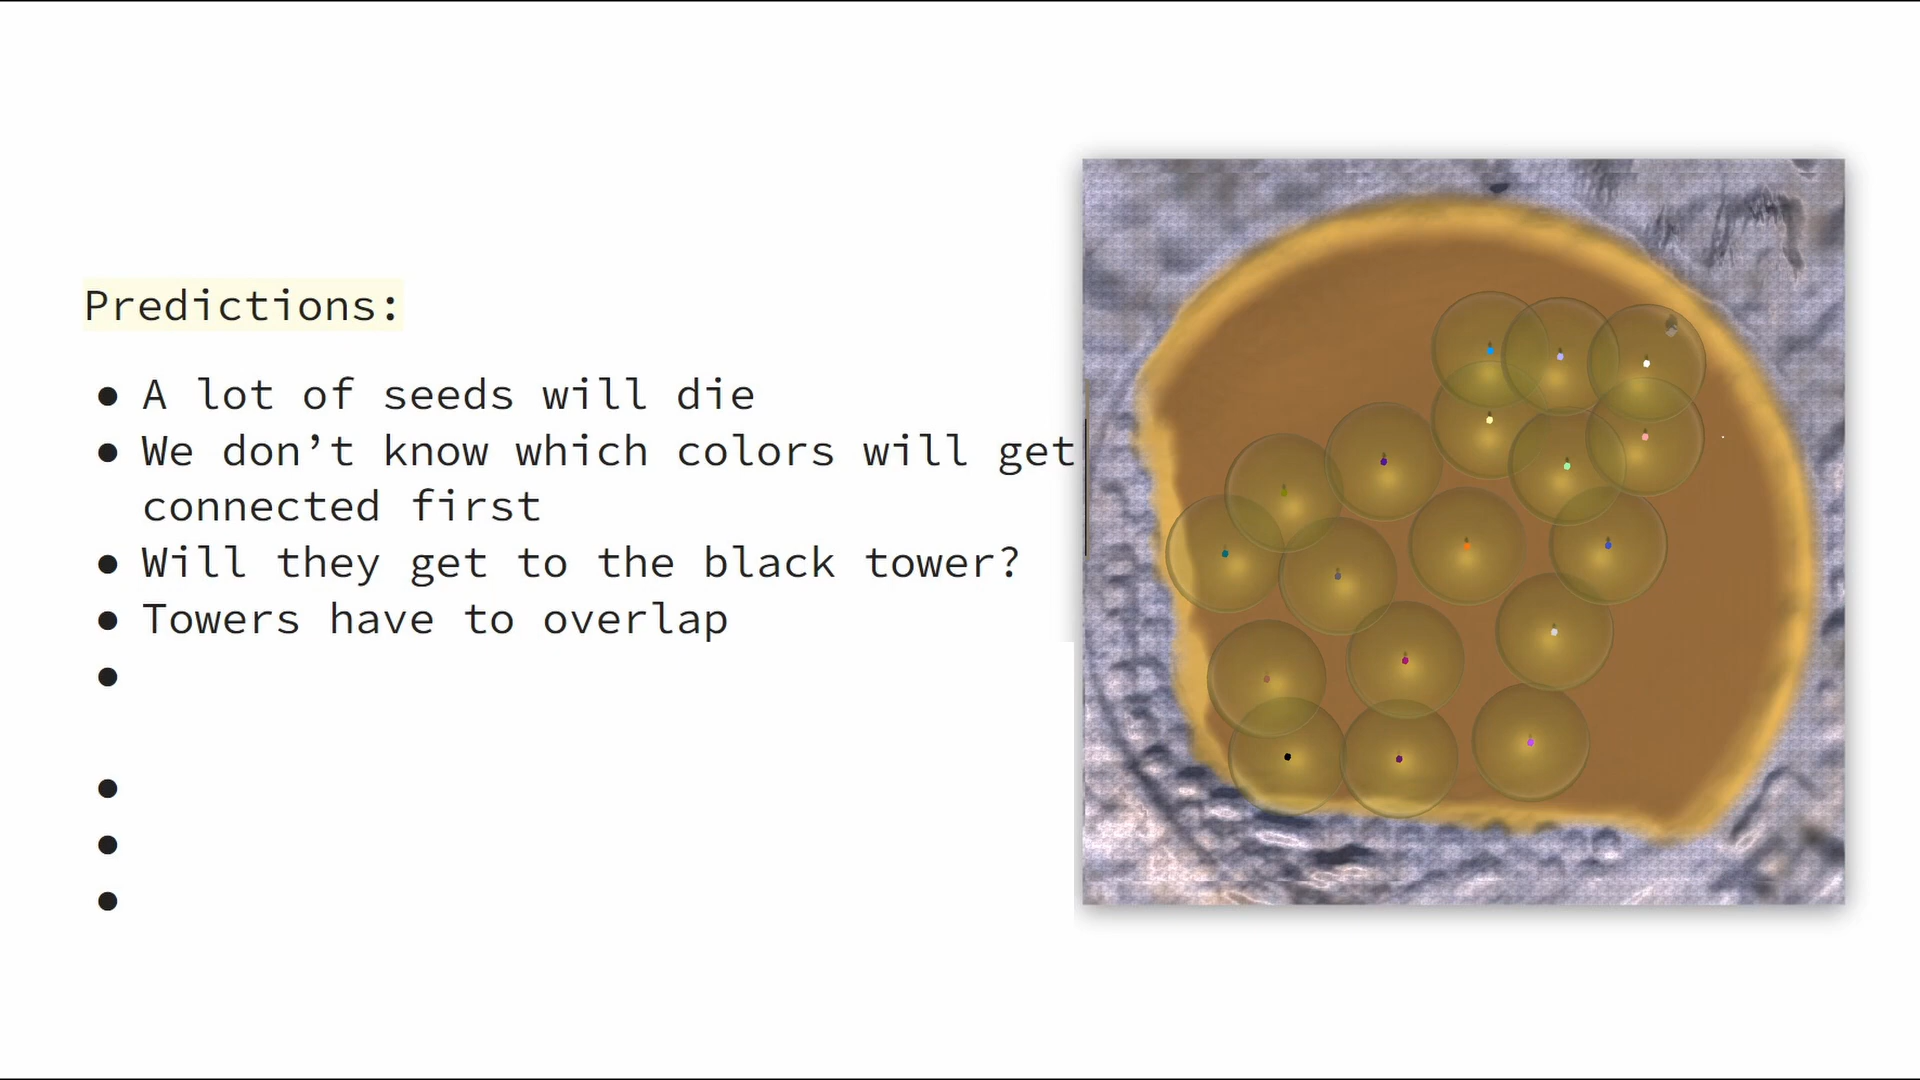 Predictions:
● A lot of seeds will die
● We don’t know which colors will get
connected first
● Will they get to the black tower?
● Towers have to overlap
●
●
●
●